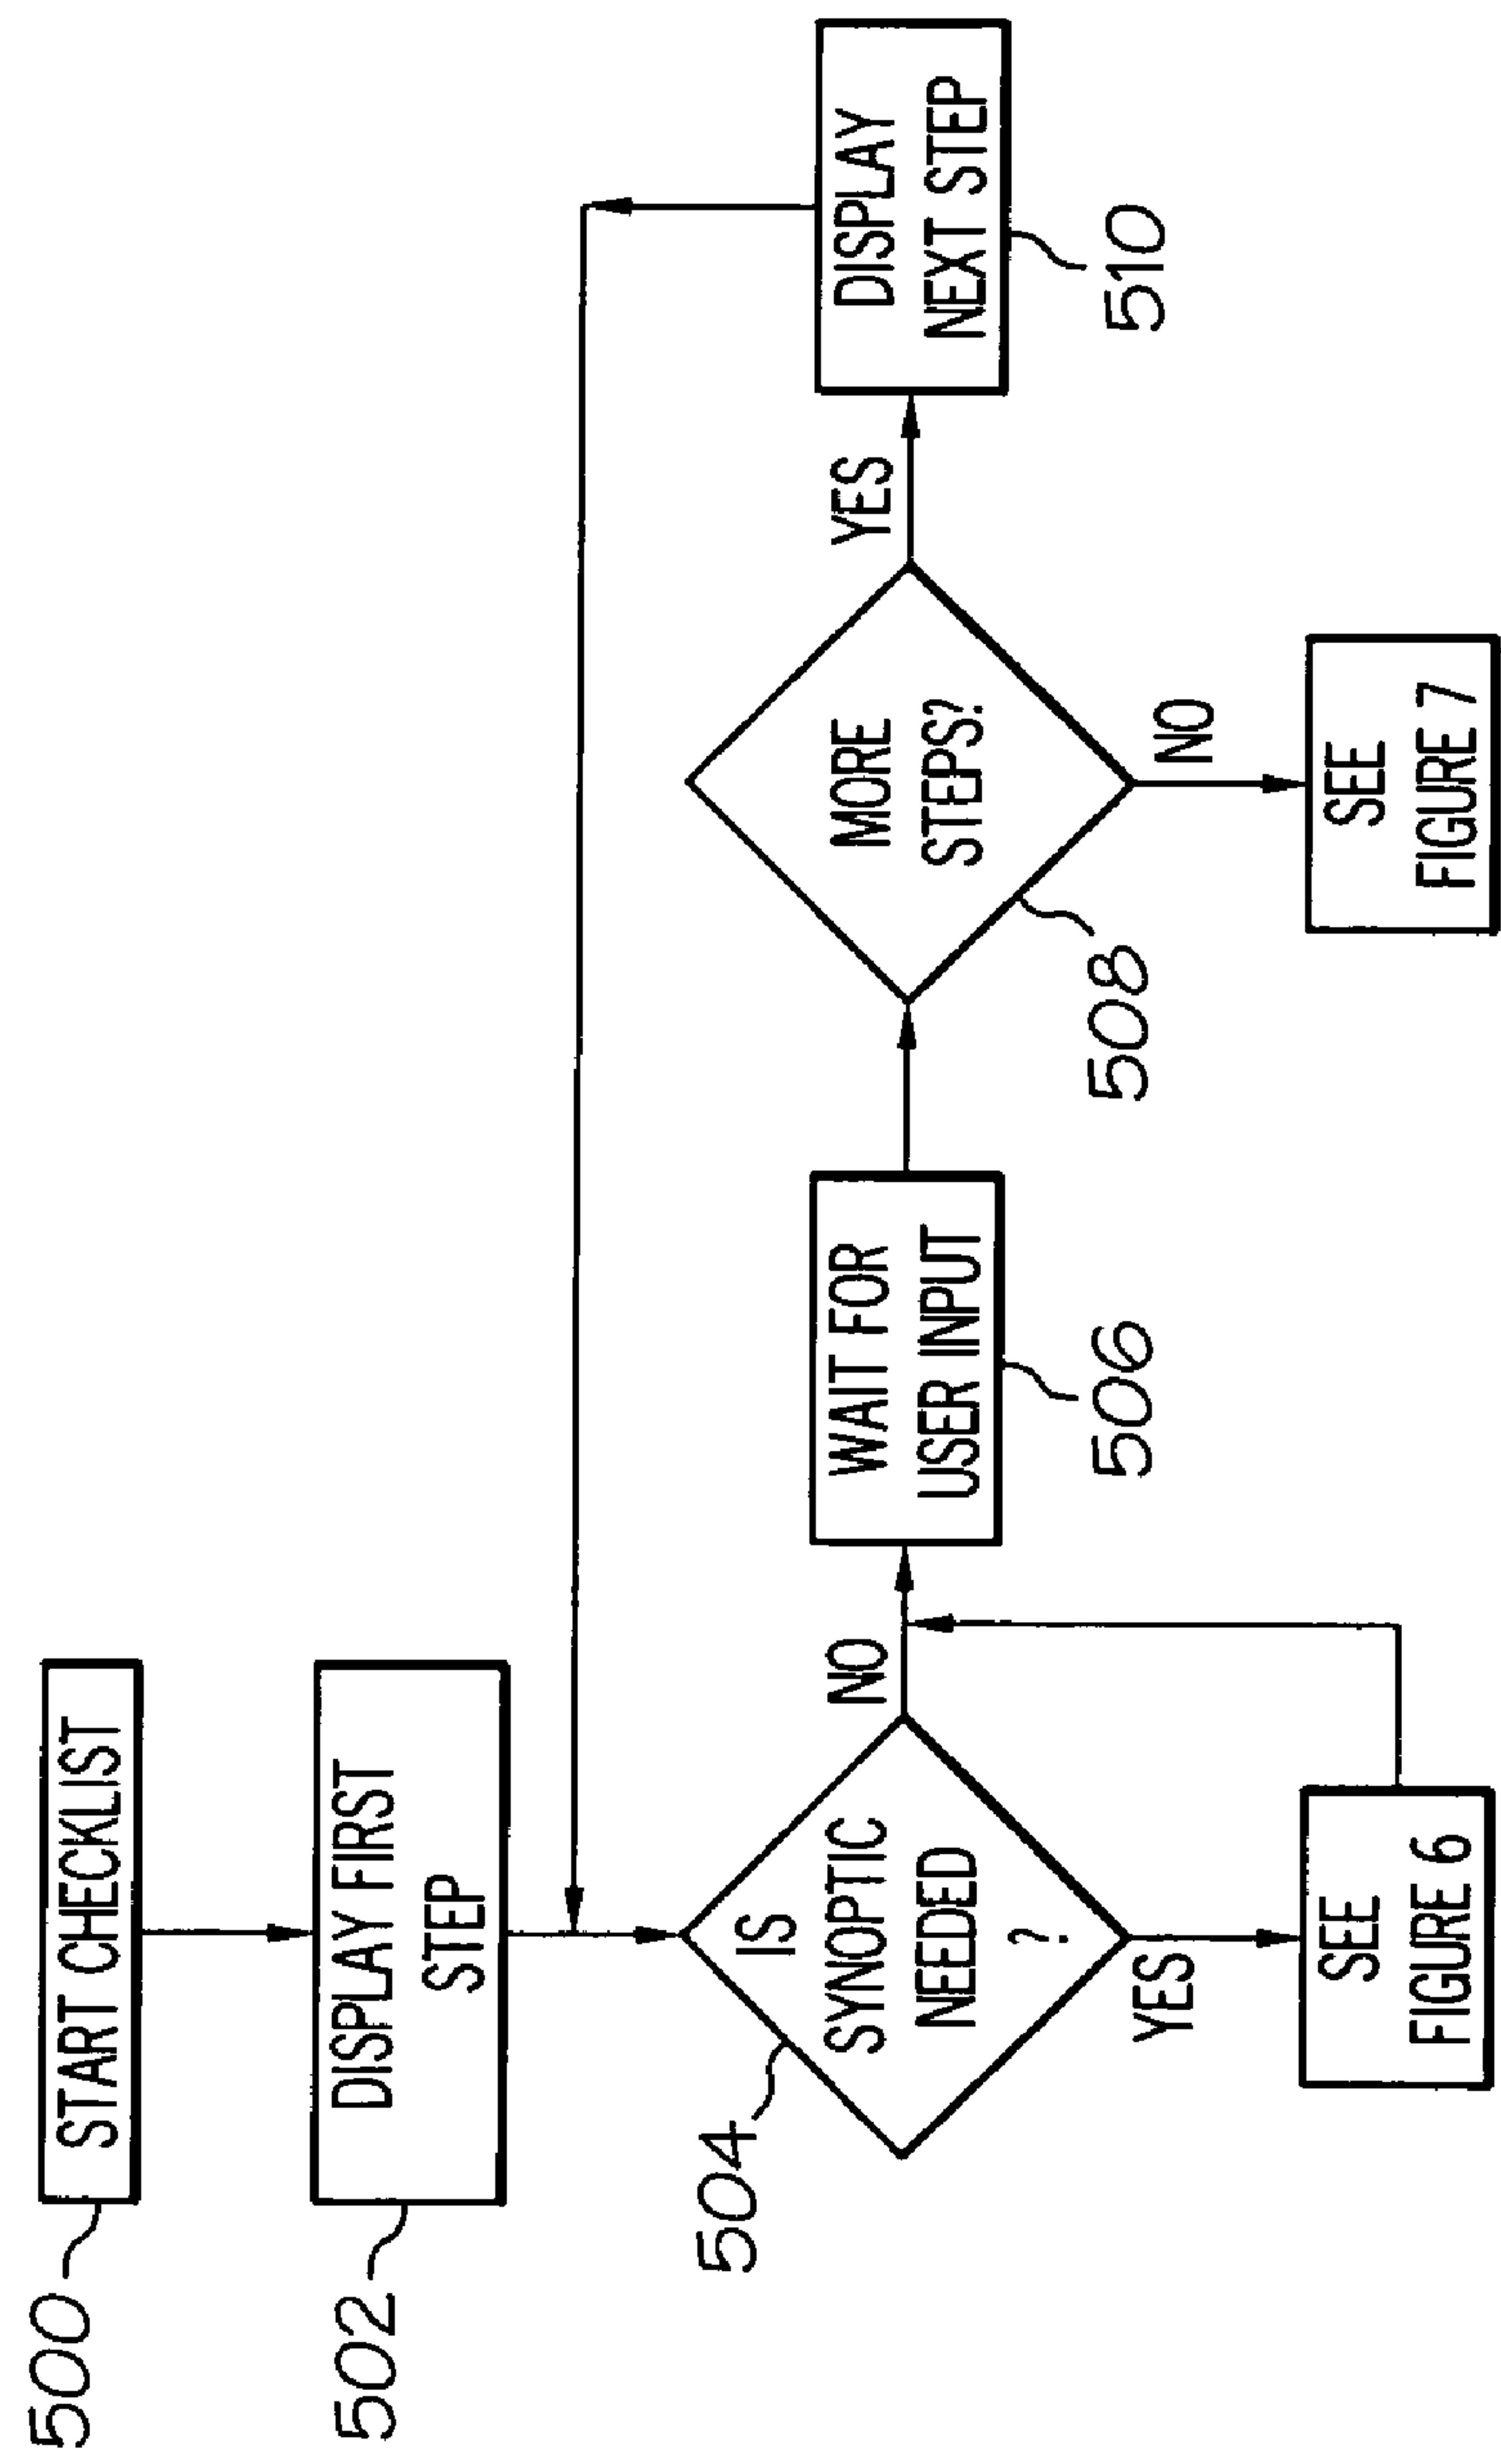 500
START CHECKLIST
502
DISPLAY FIRST
STEP
504
IS
SYNOPTIC
NEEDED
?
NO
YES
SEE
FIGURE 6
WAIT FOR
USER INPUT
506
MORE
STEPS?
508
YES
NO
SEE
FIGURE 7
DISPLAY
NEXT STEP
510